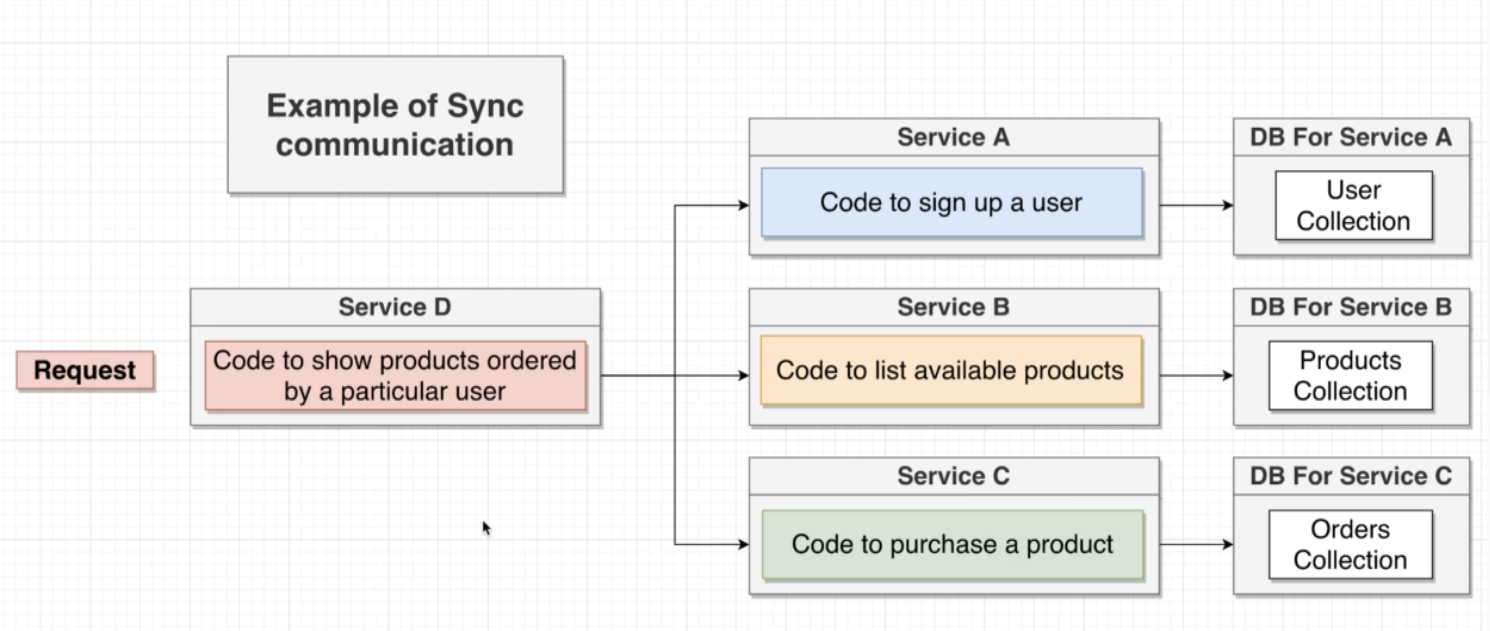 Example of Sync
communication
Service A
Code to sign up a user
DB For Service A
User
Collection
Request
Service D
Code to show products ordered
by a particular user
Service B
Code to list available products
DB For Service B
Products
Collection
Service C
Code to purchase a product
DB For Service C
Orders
Collection